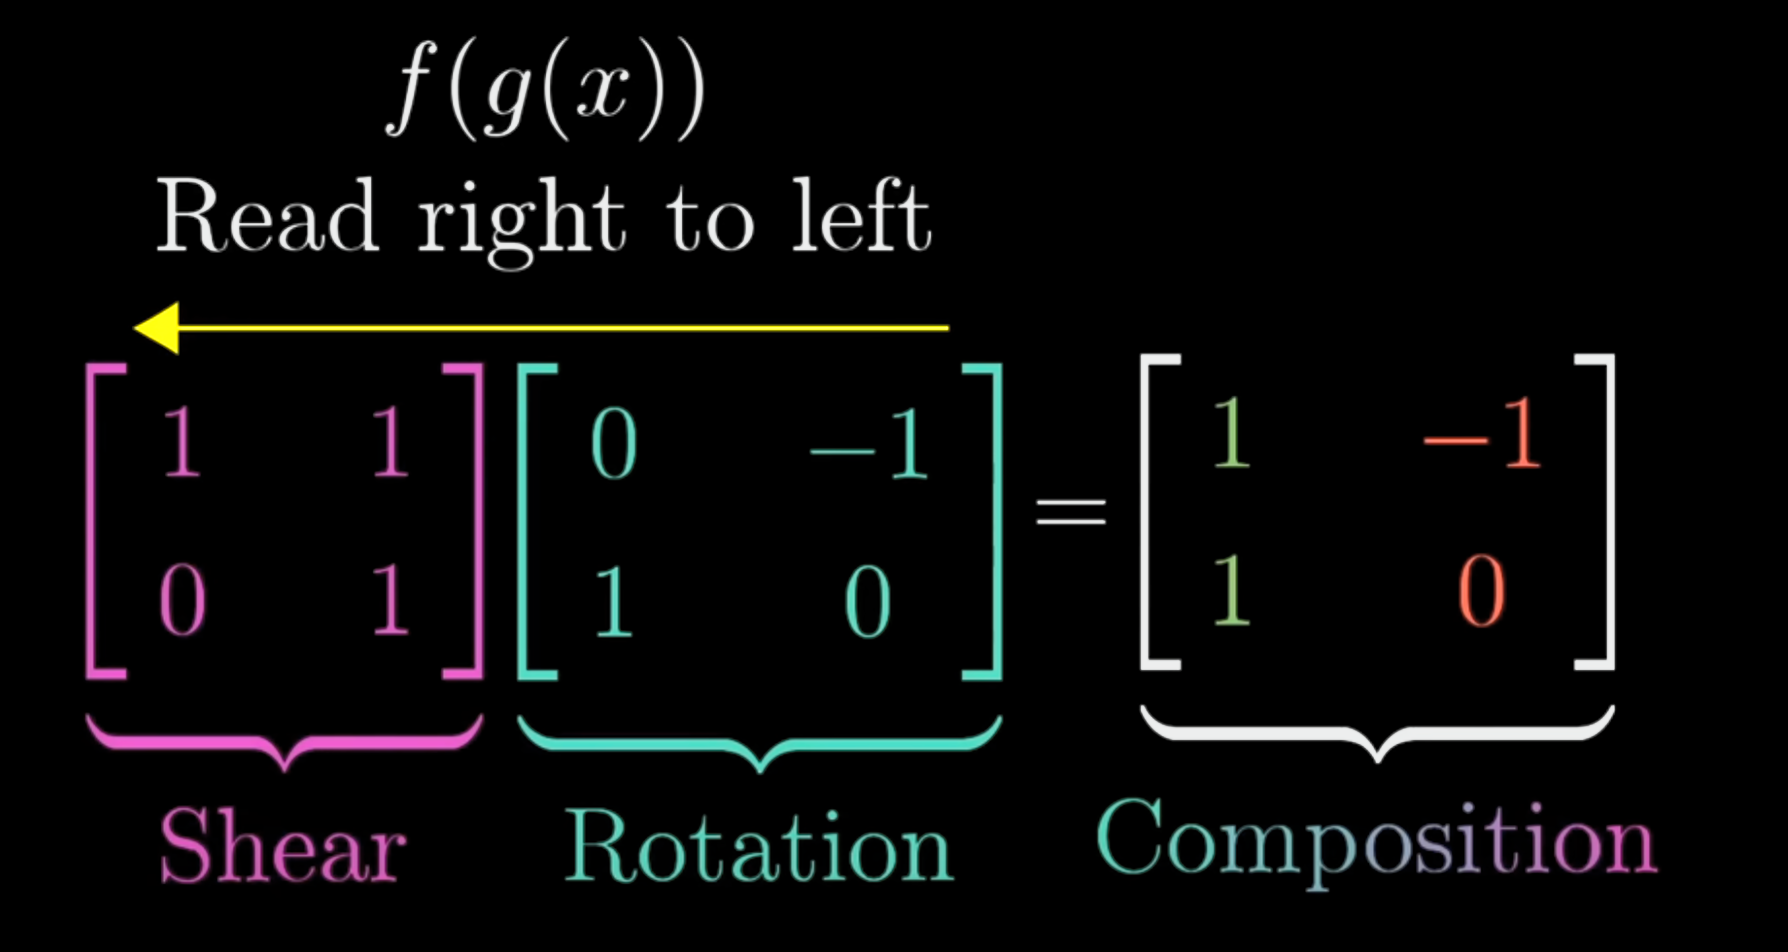 f(g(x))
Read right to left
1 1 0 −1 = 1 −1
0 1 1 0 1 0
Shear Rotation Composition